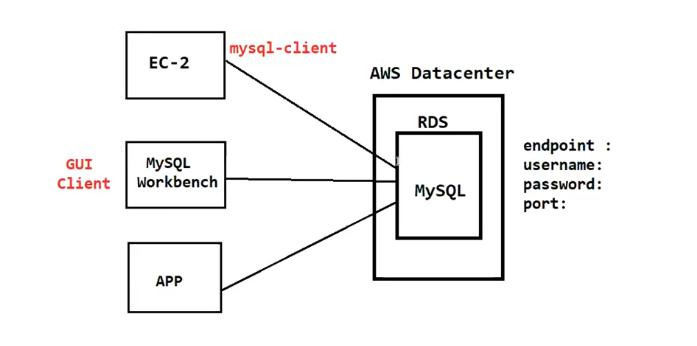 EC-2
mysql-client
AWS Datacenter
RDS
GUI
Client
MySQL
Workbench
MySQL
endpoint :
username:
password:
port:
APP